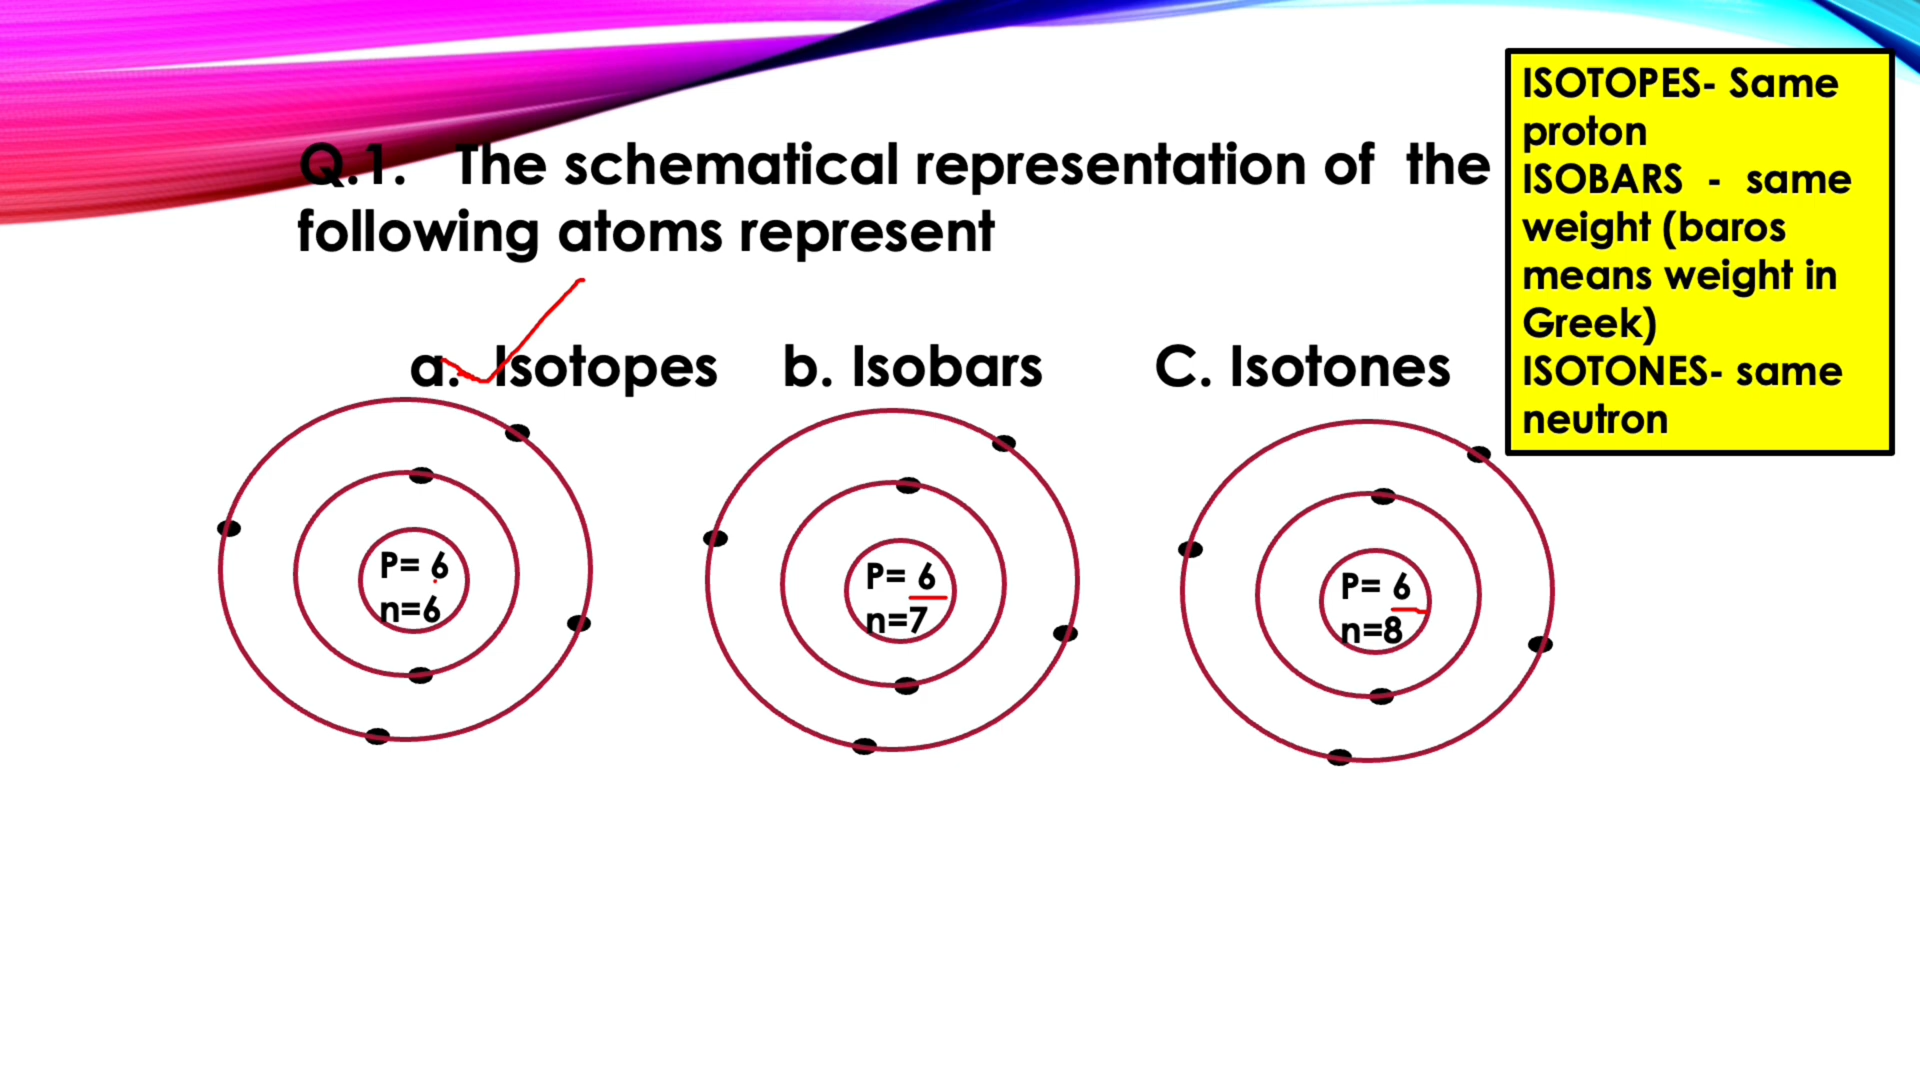 Q.1. The schematical representation of the
following atoms represent
a. Isotopes b. Isobars C. Isotones
ISOTOPES- Same
proton
ISOBARS - same
weight (baros
means weight in
Greek)
ISOTONES- same
neutron
P= 6
n=6
P= 6
n=7
P= 6
n=8